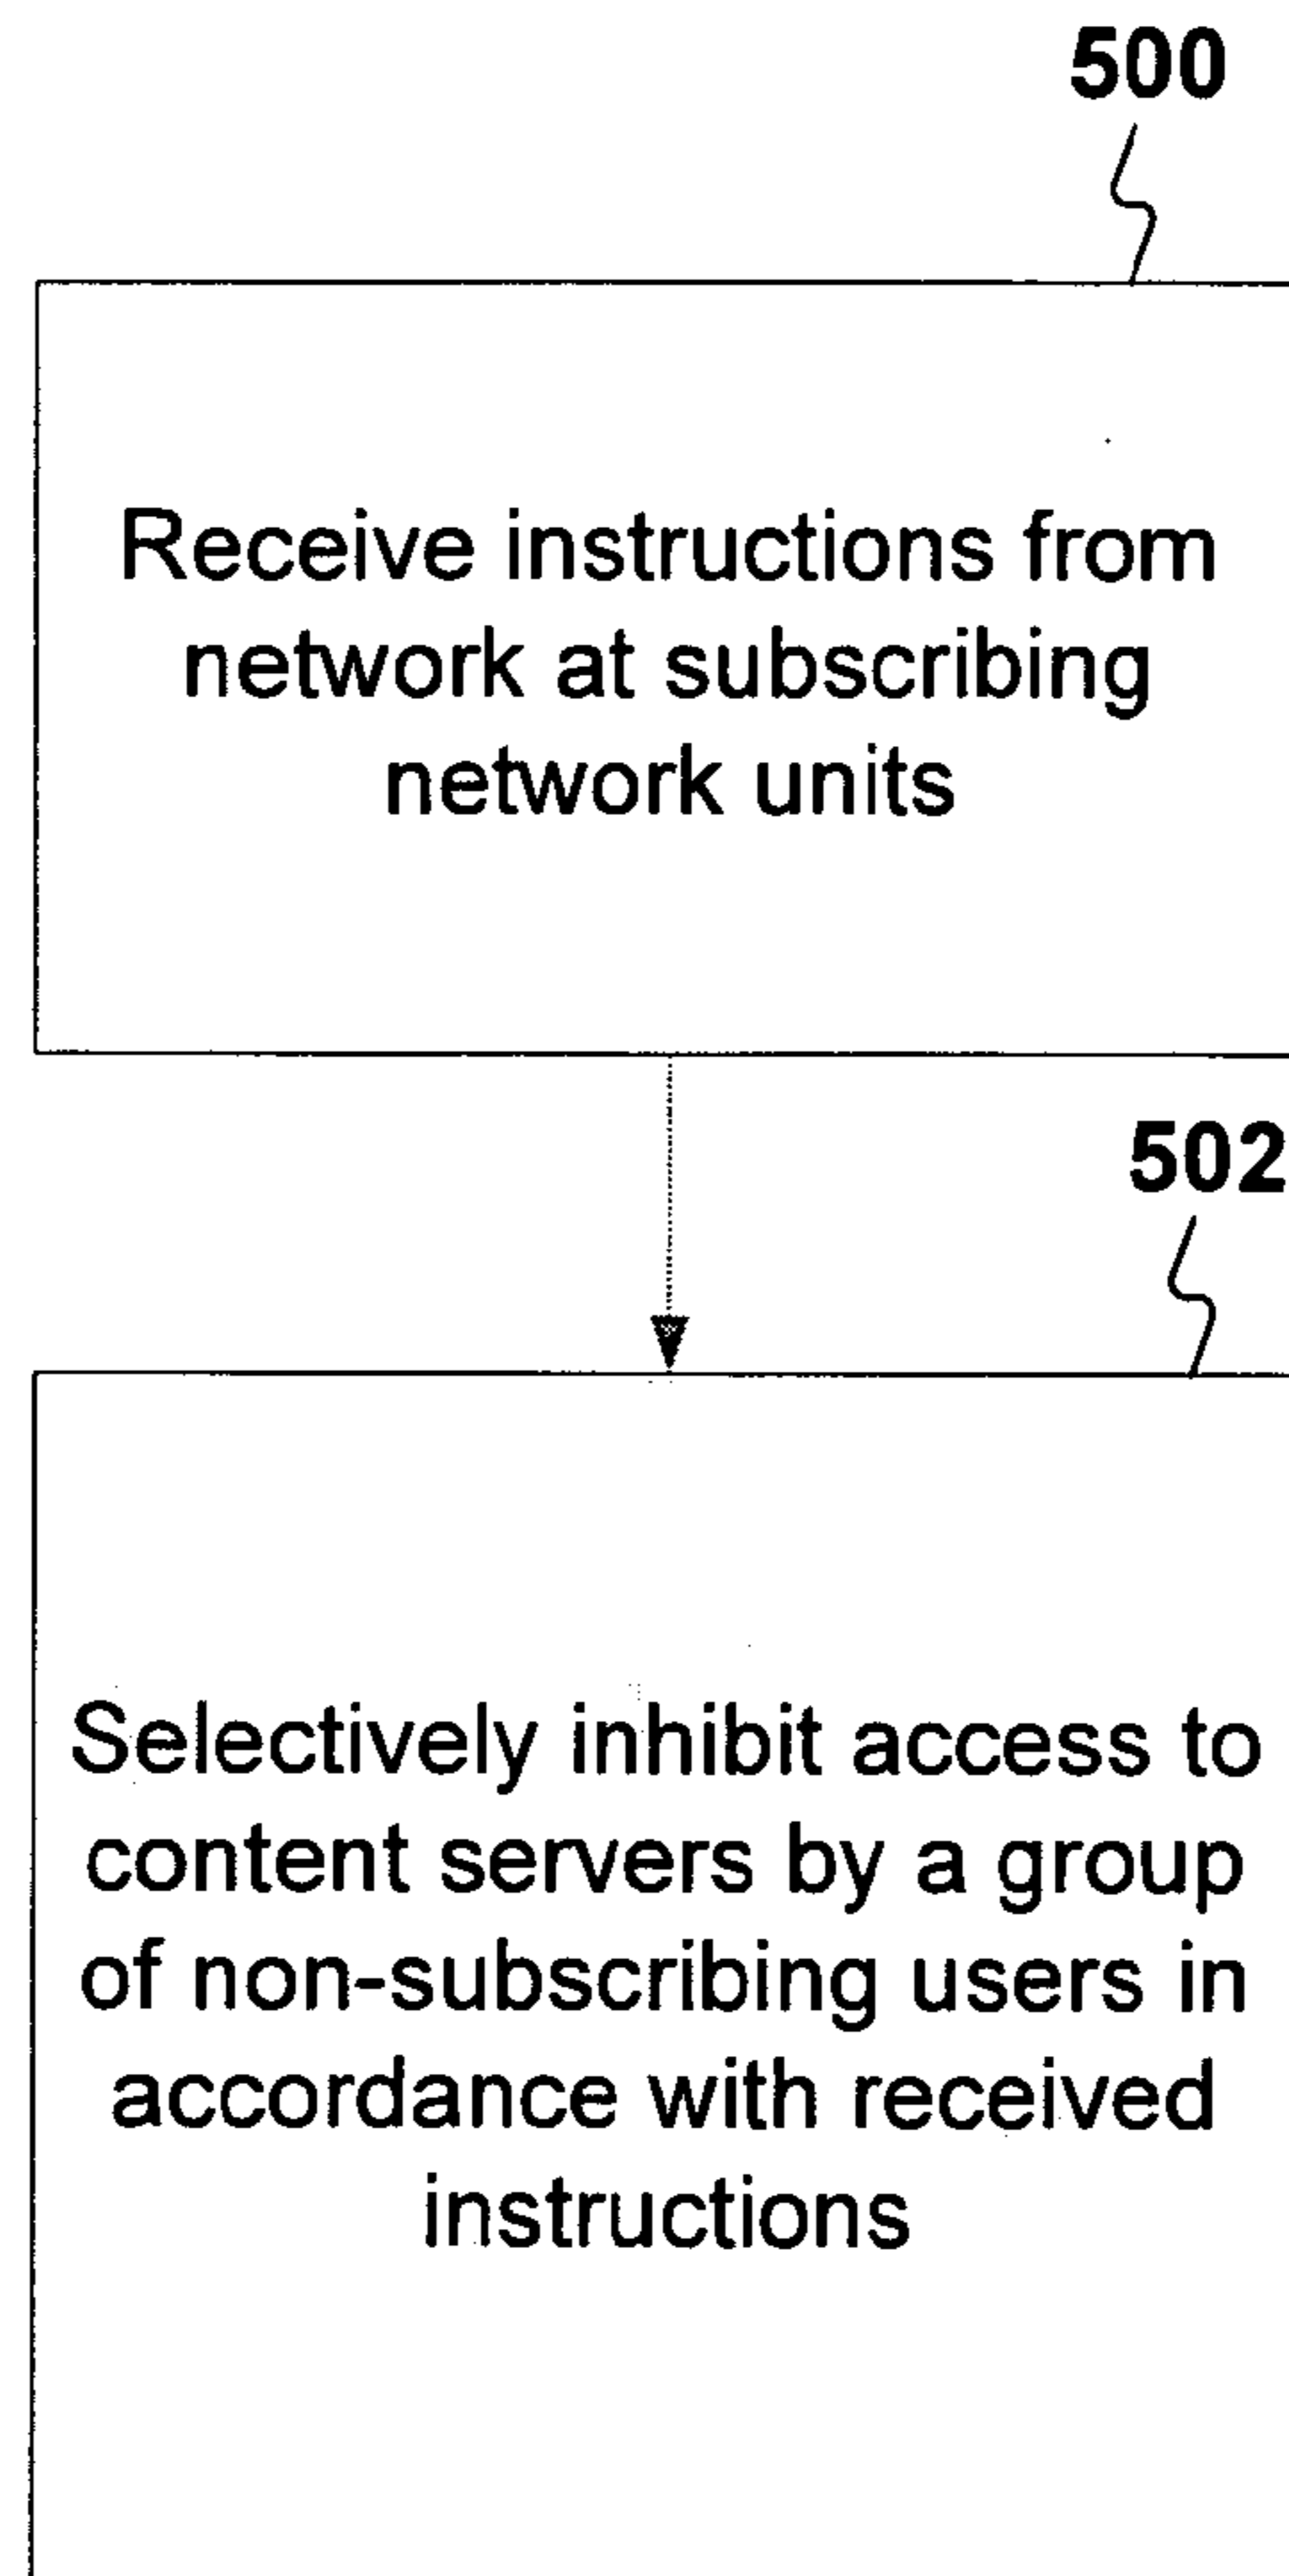 500
Receive instructions from
network at subscribing
network units
502
Selectively inhibit access to
content servers by a group
of non-subscribing users in
accordance with received
instructions